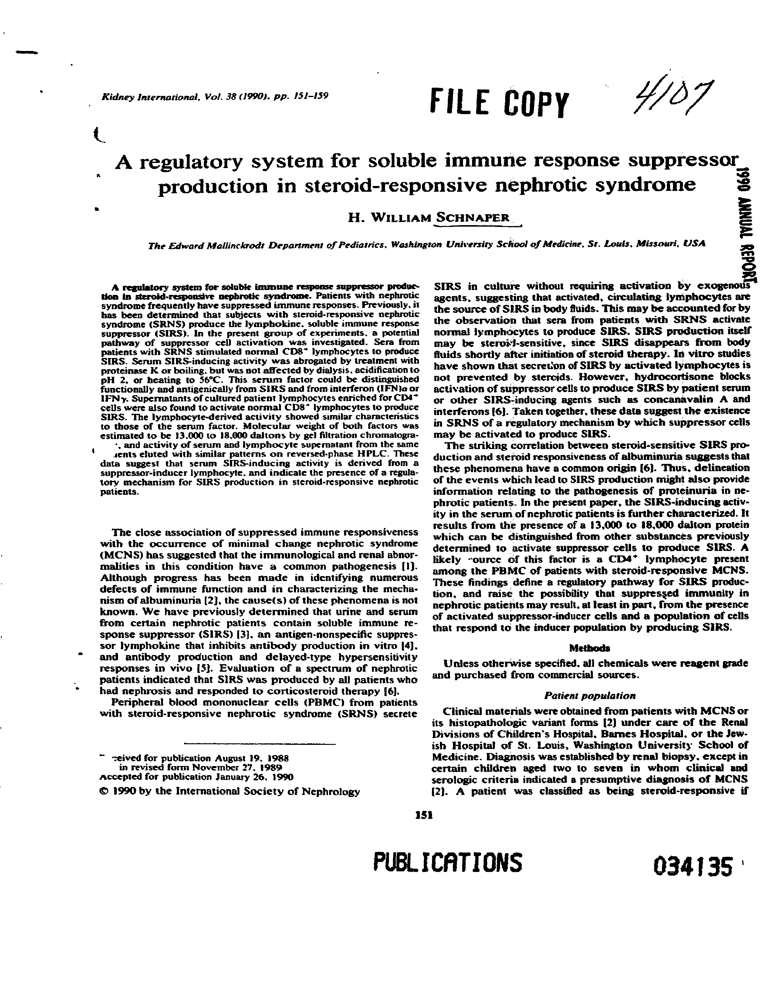 Kidney International, Vol. 38 (1990), pp. 151–159
FILE COPY
4107
A regulatory system for soluble immune response suppressor
production in steroid-responsive nephrotic syndrome
1990 ANNUAL REPORT
H. WILLIAM SCHNAPER
The Edward Mallinckrodt Department of Pediatrics, Washington University School of Medicine, St. Louis, Missouri, USA
A regulatory system for soluble immune response suppressor produc-
tion in steroid-responsive nephrotic syndrome. Patients with nephrotic
syndrome frequently have suppressed immune responses. Previously, it
has been determined that subjects with steroid-responsive nephrotic
syndrome (SRNS) produce the lymphokine, soluble immune response
suppressor (SIRS). In the present group of experiments, a potential
pathway of suppressor cell activation was investigated. Sera from
patients with SRNS stimulated normal CD8⁺ lymphocytes to produce
SIRS. Serum SIRS-inducing activity was abrogated by treatment with
proteinase K or boiling, but was not affected by dialysis, acidification to
pH 2, or heating to 56°C. This serum factor could be distinguished
functionally and antigenically from SIRS and from interferon (IFN)α or
IFNγ. Supernatants of cultured patient lymphocytes enriched for CD4⁺
cells were also found to activate normal CD8⁺ lymphocytes to produce
SIRS. The lymphocyte-derived activity showed similar characteristics
to those of the serum factor. Molecular weight of both factors was
estimated to be 13,000 to 18,000 daltons by gel filtration chromatogra-
, and activity of serum and lymphocyte supernatant from the same
eluted with similar patterns on reversed-phase HPLC. These
data suggest that serum SIRS-inducing activity is derived from a
suppressor-inducer lymphocyte, and indicate the presence of a regula-
tory mechanism for SIRS production in steroid-responsive nephrotic
patients.
The close association of suppressed immune responsiveness
with the occurrence of minimal change nephrotic syndrome
(MCNS) has suggested that the immunological and renal abnor-
malities in this condition have a common pathogenesis [1].
Although progress has been made in identifying numerous
defects of immune function and in characterizing the mecha-
nism of albuminuria [2], the cause(s) of these phenomena is not
known. We have previously determined that urine and serum
from certain nephrotic patients contain soluble immune re-
sponse suppressor (SIRS) [3], an antigen-nonspecific suppres-
sor lymphokine that inhibits antibody production in vitro [4],
and antibody production and delayed-type hypersensitivity
responses in vivo [5]. Evaluation of a spectrum of nephrotic
patients indicated that SIRS was produced by all patients who
had nephrosis and responded to corticosteroid therapy [6].
Peripheral blood mononuclear cells (PBMC) from patients
with steroid-responsive nephrotic syndrome (SRNS) secrete
ceived for publication August 19, 1988
in revised form November 27, 1989
Accepted for publication January 26, 1990
© 1990 by the International Society of Nephrology
SIRS in culture without requiring activation by exogenous
agents, suggesting that activated, circulating lymphocytes are
the source of SIRS in body fluids. This may be accounted for by
the observation that sera from patients with SRNS activate
normal lymphocytes to produce SIRS. SIRS production itself
may be steroid-sensitive, since SIRS disappears from body
fluids shortly after initiation of steroid therapy. In vitro studies
have shown that secretion of SIRS by activated lymphocytes is
not prevented by steroids. However, hydrocortisone blocks
activation of suppressor cells to produce SIRS by patient serum
or other SIRS-inducing agents such as concanavalin A and
interferons [6]. Taken together, these data suggest the existence
in SRNS of a regulatory mechanism by which suppressor cells
may be activated to produce SIRS.
The striking correlation between steroid-sensitive SIRS pro-
duction and steroid responsiveness of albuminuria suggests that
these phenomena have a common origin [6]. Thus, delineation
of the events which lead to SIRS production might also provide
information relating to the pathogenesis of proteinuria in ne-
phrotic patients. In the present paper, the SIRS-inducing activ-
ity in the serum of nephrotic patients is further characterized. It
results from the presence of a 13,000 to 18,000 dalton protein
which can be distinguished from other substances previously
determined to activate suppressor cells to produce SIRS. A
likely source of this factor is a CD4⁺ lymphocyte present
among the PBMC of patients with steroid-responsive MCNS.
These findings define a regulatory pathway for SIRS produc-
tion, and raise the possibility that suppressed immunity in
nephrotic patients may result, at least in part, from the presence
of activated suppressor-inducer cells and a population of cells
that respond to the inducer population by producing SIRS.
Methods
Unless otherwise specified, all chemicals were reagent grade
and purchased from commercial sources.
Patient population
Clinical materials were obtained from patients with MCNS or
its histopathologic variant forms [2] under care of the Renal
Divisions of Children's Hospital, Barnes Hospital, or the Jew-
ish Hospital of St. Louis, Washington University School of
Medicine. Diagnosis was established by renal biopsy, except in
certain children aged two to seven in whom clinical and
serologic criteria indicated a presumptive diagnosis of MCNS
[2]. A patient was classified as being steroid-responsive if
151
PUBLICATIONS
034135